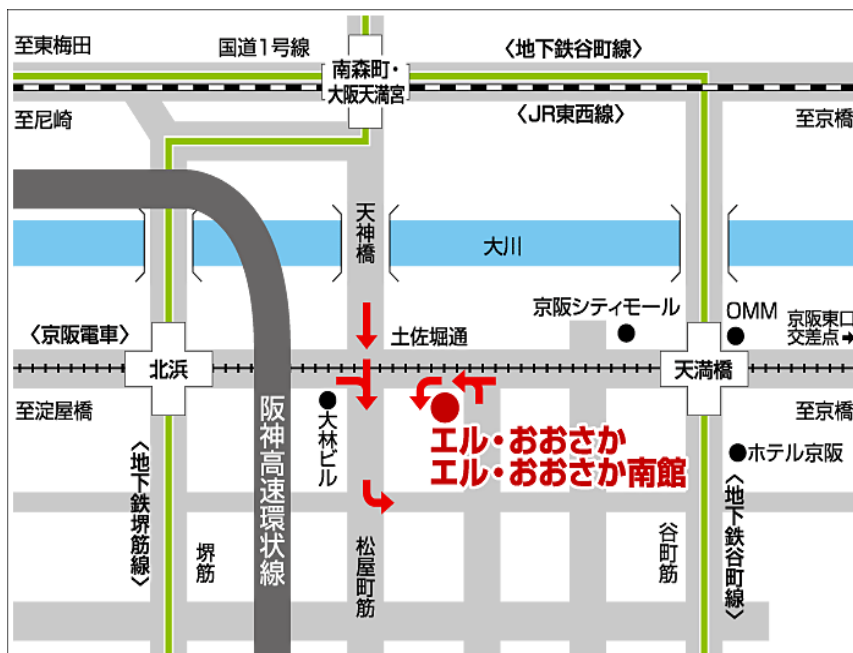 至東梅田
国道1号線
〈地下鉄谷町線〉
南森町・
大阪天満宮
〈JR東西線〉
至尼崎
至京橋
天神橋
大川
京阪シティモール
OMM
京阪東口
交差点➡
〈京阪電車〉
土佐堀通
北浜
天満橋
至淀屋橋
大林ビル
阪神高速環状線
エル・おおさか
エル・おおさか南館
至京橋
ホテル京阪
〈地下鉄堺筋線〉
堺筋
松屋町筋
谷町筋
〈地下鉄谷町線〉